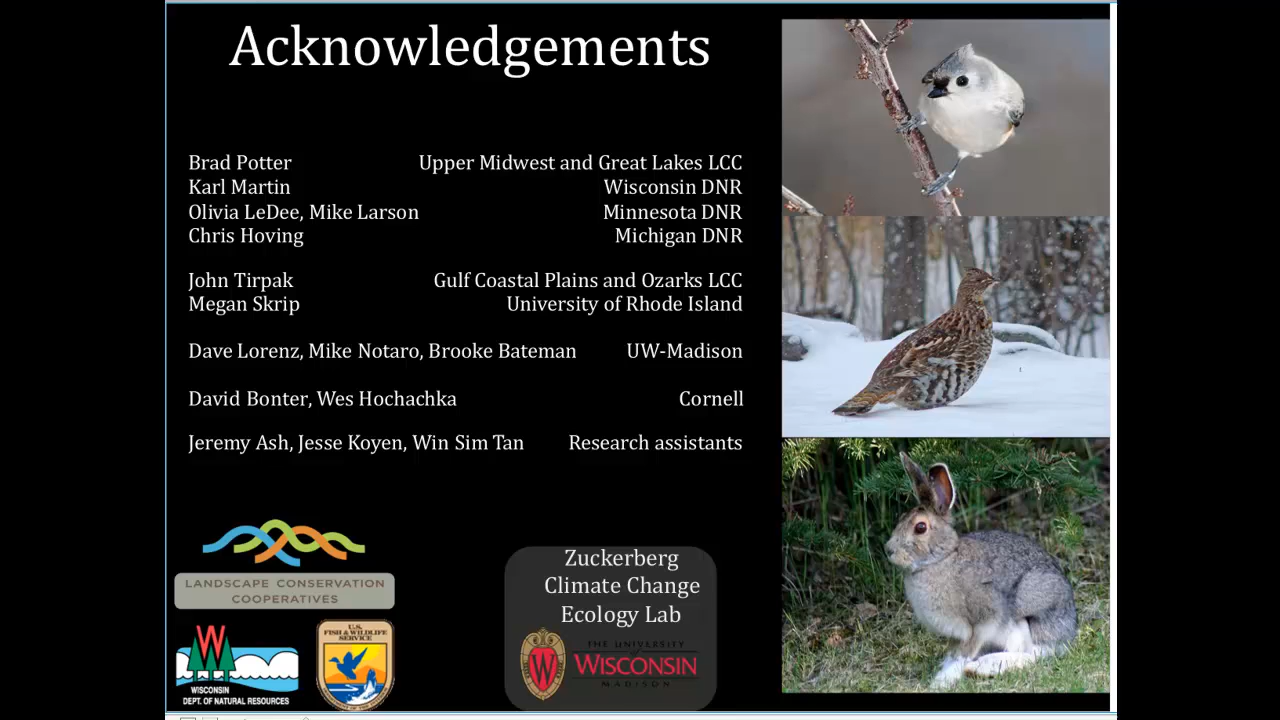 Acknowledgements
Brad Potter Upper Midwest and Great Lakes LCC
Karl Martin Wisconsin DNR
Olivia LeDee, Mike Larson Minnesota DNR
Chris Hoving Michigan DNR
John Tirpak Gulf Coastal Plains and Ozarks LCC
Megan Skrip University of Rhode Island
Dave Lorenz, Mike Notaro, Brooke Bateman UW-Madison
David Bonter, Wes Hochachka Cornell
Jeremy Ash, Jesse Koyen, Win Sim Tan Research assistants
LANDSCAPE CONSERVATION
COOPERATIVES
W
WISCONSIN
DEPT. OF NATURAL RESOURCES
U.S.
FISH & WILDLIFE
SERVICE
Zuckerberg
Climate Change
Ecology Lab
W
THE UNIVERSITY
of
WISCONSIN
MADISON